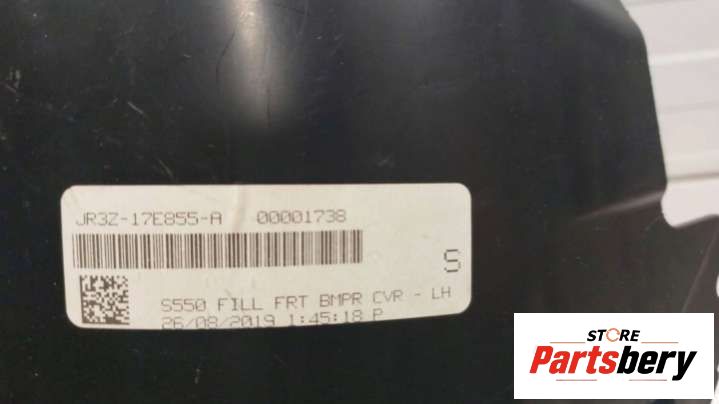 JR3Z-17E855-A 00001738
S
S550 FILL FRT BMPR CVR - LH
26/08/2019 1:45:18 P
STORE
Partsbery